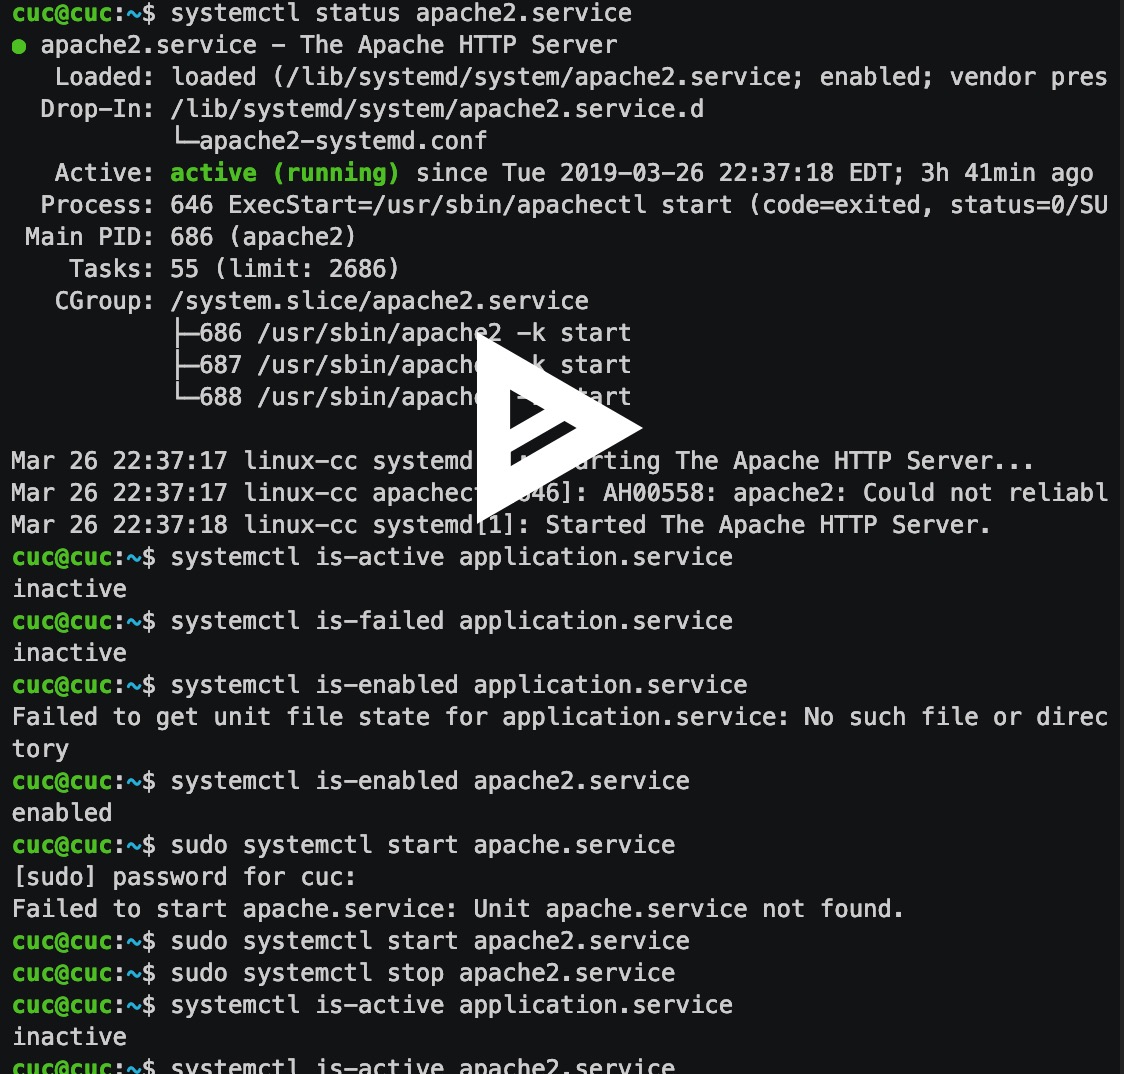 cuc@cuc:~$ systemctl status apache2.service
● apache2.service - The Apache HTTP Server
Loaded: loaded (/lib/systemd/system/apache2.service; enabled; vendor pres
Drop-In: /lib/systemd/system/apache2.service.d
└─apache2-systemd.conf
Active: active (running) since Tue 2019-03-26 22:37:18 EDT; 3h 41min ago
Process: 646 ExecStart=/usr/sbin/apachectl start (code=exited, status=0/SU
Main PID: 686 (apache2)
Tasks: 55 (limit: 2686)
CGroup: /system.slice/apache2.service
├─686 /usr/sbin/apache2 -k start
├─687 /usr/sbin/apache k start
└─688 /usr/sbin/apache
Mar 26 22:37:17 linux-cc systemd The Apache HTTP Server...
Mar 26 22:37:17 linux-cc 646]: AH00558: apache2: Could not reliabl
Mar 26 22:37:18 linux-cc systemd[1]: Started The Apache HTTP Server.
cuc@cuc:~$ systemctl is-active application.service
inactive
cuc@cuc:~$ systemctl is-failed application.service
inactive
cuc@cuc:~$ systemctl is-enabled application.service
Failed to get unit file state for application.service: No such file or direc
tory
cuc@cuc:~$ systemctl is-enabled apache2.service
enabled
cuc@cuc:~$ sudo systemctl start apache.service
[sudo] password for cuc:
Failed to start apache.service: Unit apache.service not found.
cuc@cuc:~$ sudo systemctl start apache2.service
cuc@cuc:~$ sudo systemctl stop apache2.service
cuc@cuc:~$ systemctl is-active application.service
inactive
cuc@cuc:~$ systemctl is-active apache2.service